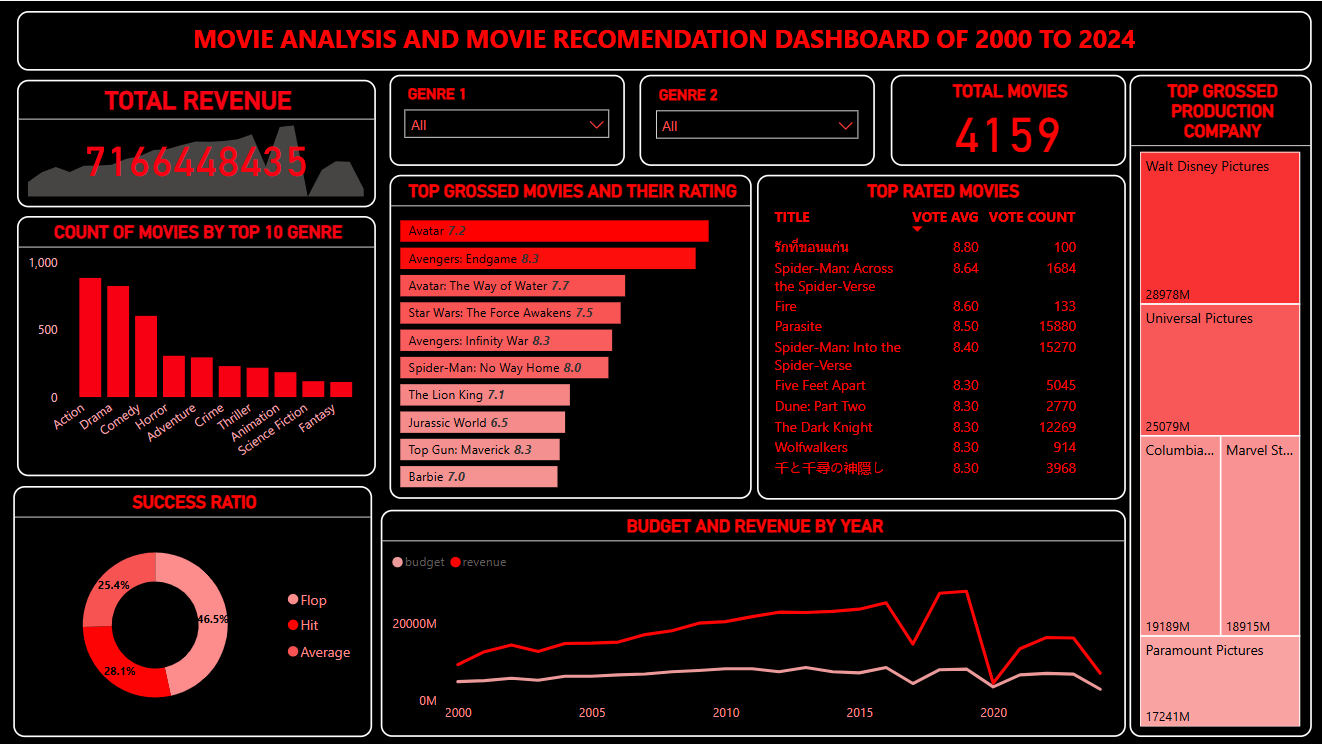 MOVIE ANALYSIS AND MOVIE RECOMENDATION DASHBOARD OF 2000 TO 2024
TOTAL REVENUE
7166448435
GENRE 1
All
GENRE 2
All
TOTAL MOVIES
4159
TOP GROSSED
PRODUCTION
COMPANY
Walt Disney Pictures
28978M
Universal Pictures
25079M
Columbia...
19189M
Marvel St...
18915M
Paramount Pictures
17241M
COUNT OF MOVIES BY TOP 10 GENRE
1,000
500
0
Action
Drama
Comedy
Horror
Adventure
Crime
Thriller
Animation
Science Fiction
Fantasy
TOP GROSSED MOVIES AND THEIR RATING
Avatar 7.2
Avengers: Endgame 8.3
Avatar: The Way of Water 7.7
Star Wars: The Force Awakens 7.5
Avengers: Infinity War 8.3
Spider-Man: No Way Home 8.0
The Lion King 7.1
Jurassic World 6.5
Top Gun: Maverick 8.3
Barbie 7.0
TOP RATED MOVIES
TITLE VOTE AVG VOTE COUNT
รักที่ขอนแก่น 8.80 100
Spider-Man: Across 8.64 1684
the Spider-Verse
Fire 8.60 133
Parasite 8.50 15880
Spider-Man: Into the 8.40 15270
Spider-Verse
Five Feet Apart 8.30 5045
Dune: Part Two 8.30 2770
The Dark Knight 8.30 12269
Wolfwalkers 8.30 914
千と千尋の神隠し 8.30 3968
SUCCESS RATIO
25.4%
46.5%
28.1%
Flop
Hit
Average
BUDGET AND REVENUE BY YEAR
budget revenue
20000M
0M
2000 2005 2010 2015 2020